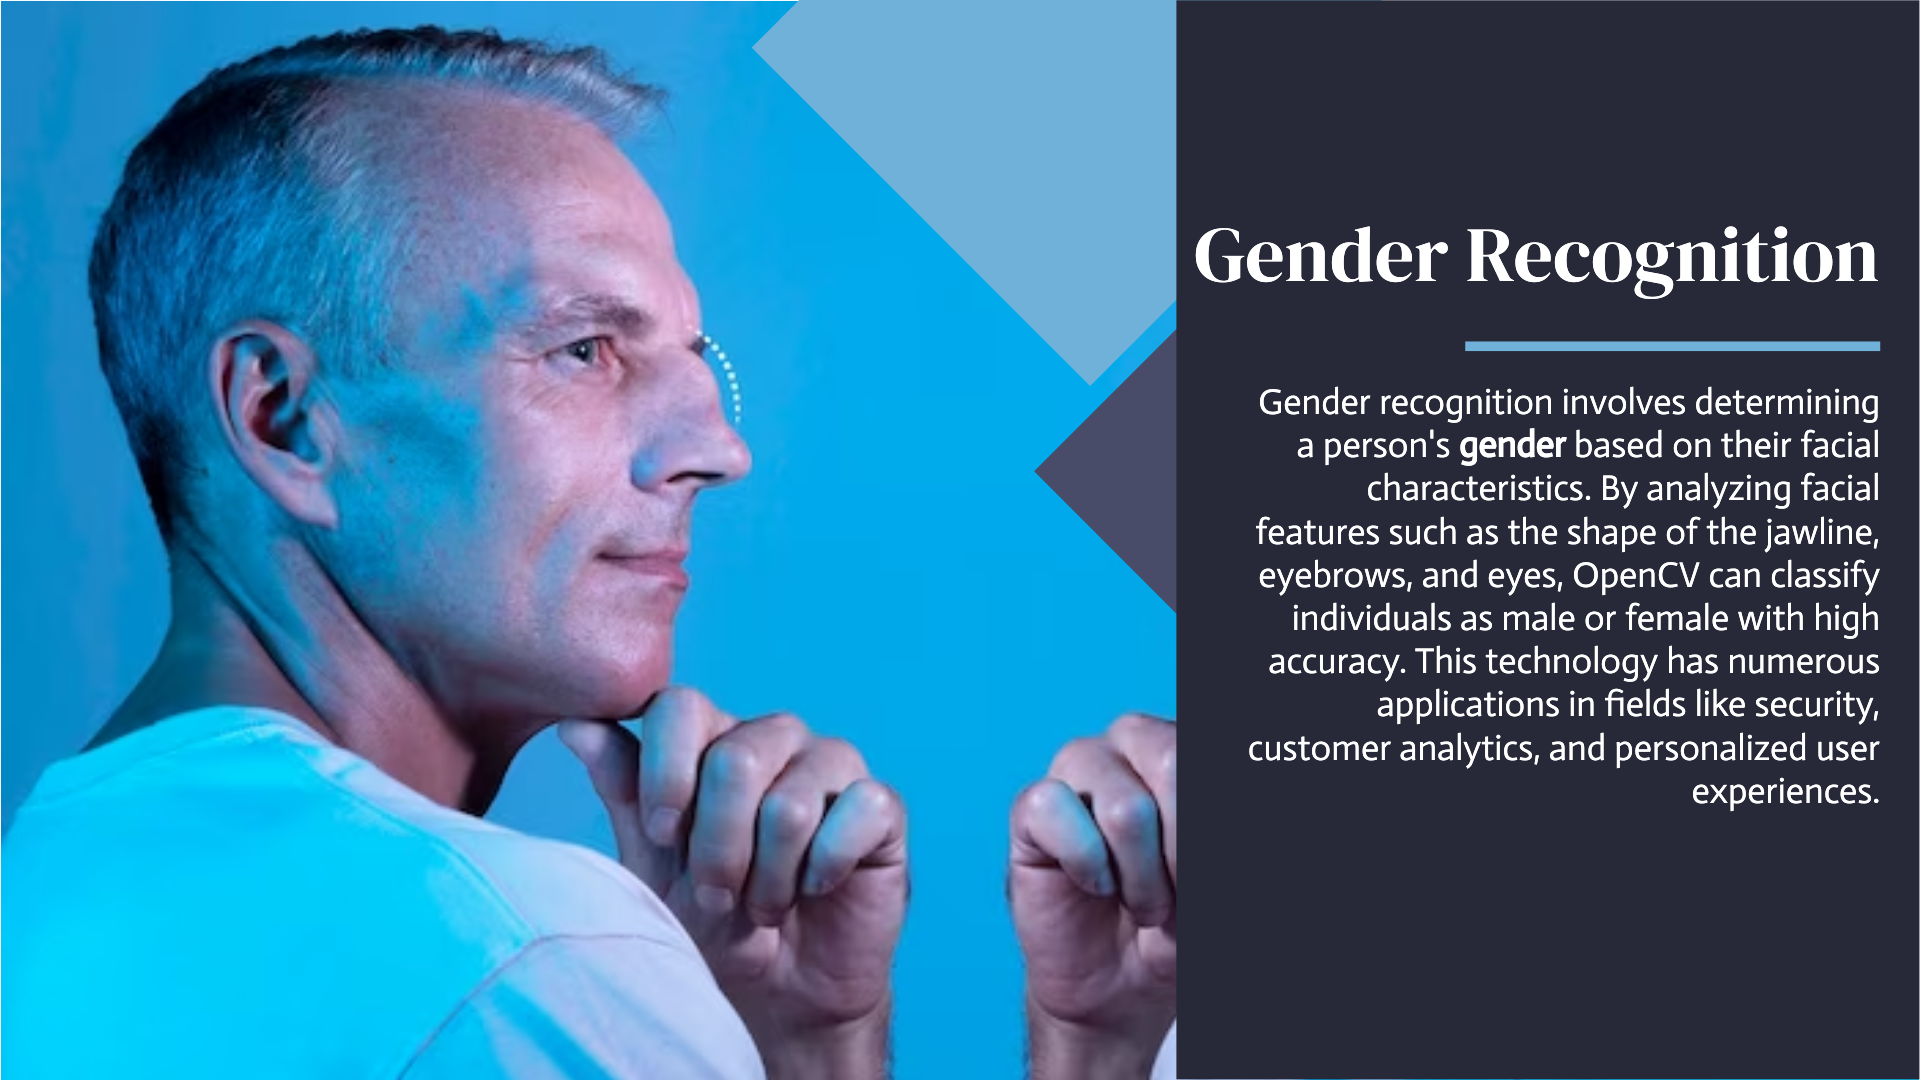 Gender Recognition
Gender recognition involves determining
a person's gender based on their facial
characteristics. By analyzing facial
features such as the shape of the jawline,
eyebrows, and eyes, OpenCV can classify
individuals as male or female with high
accuracy. This technology has numerous
applications in fields like security,
customer analytics, and personalized user
experiences.